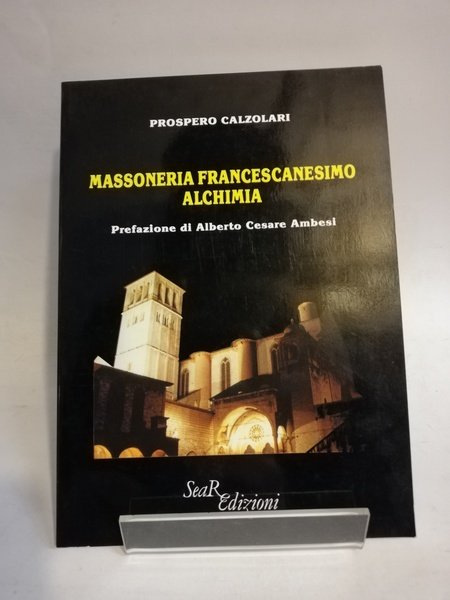 PROSPERO CALZOLARI
MASSONERIA FRANCESCANESIMO
ALCHIMIA
Prefazione di Alberto Cesare Ambesi
SeaR
Edizioni